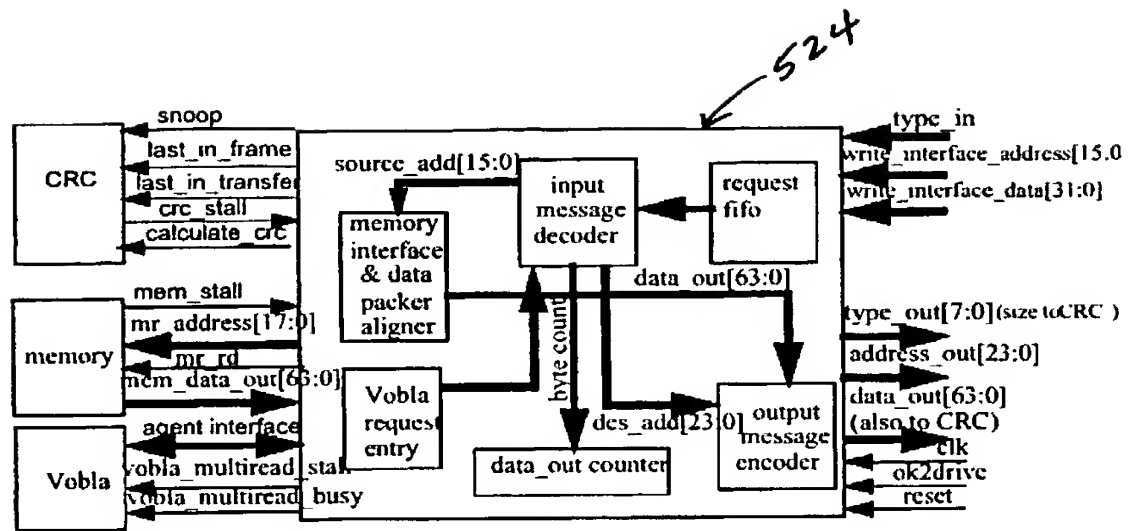 524
snoop
last_in_frame
last_in_transfer
crc_stall
calculate_crc
CRC
mem_stall
mr_address[17:0]
mr_rd
mem_data_out[63:0]
memory
agent interface
vobla_multiread_stall
vobla_multiread_busy
Vobla
source_add[15:0]
memory
interface
& data
packer
aligner
input
message
decoder
request
fifo
data_out[63:0]
byte count
Vobla
request
entry
des_add[23:0]
data_out counter
output
message
encoder
type_in
write_interface_address[15:0
write_interface_data[31:0]
type_out[7:0](size toCRC )
address_out[23:0]
data_out[63:0]
(also to CRC)
clk
ok2drive
reset